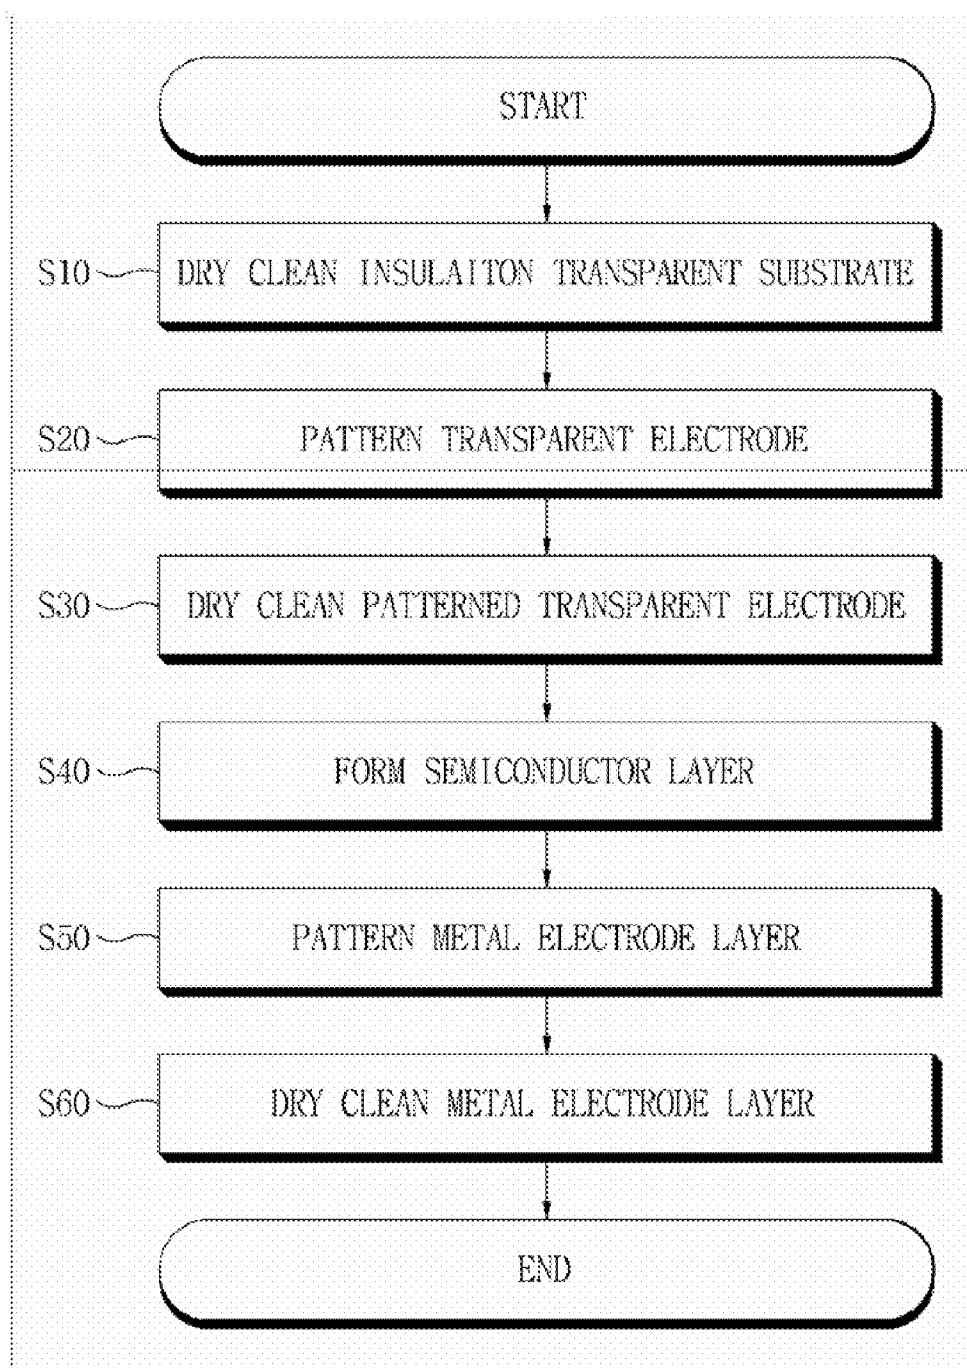 START
S10 DRY CLEAN INSULAITON TRANSPARENT SUBSTRATE
S20 PATTERN TRANSPARENT ELECTRODE
S30 DRY CLEAN PATTERNED TRANSPARENT ELECTRODE
S40 FORM SEMICONDUCTOR LAYER
S50 PATTERN METAL ELECTRODE LAYER
S60 DRY CLEAN METAL ELECTRODE LAYER
END